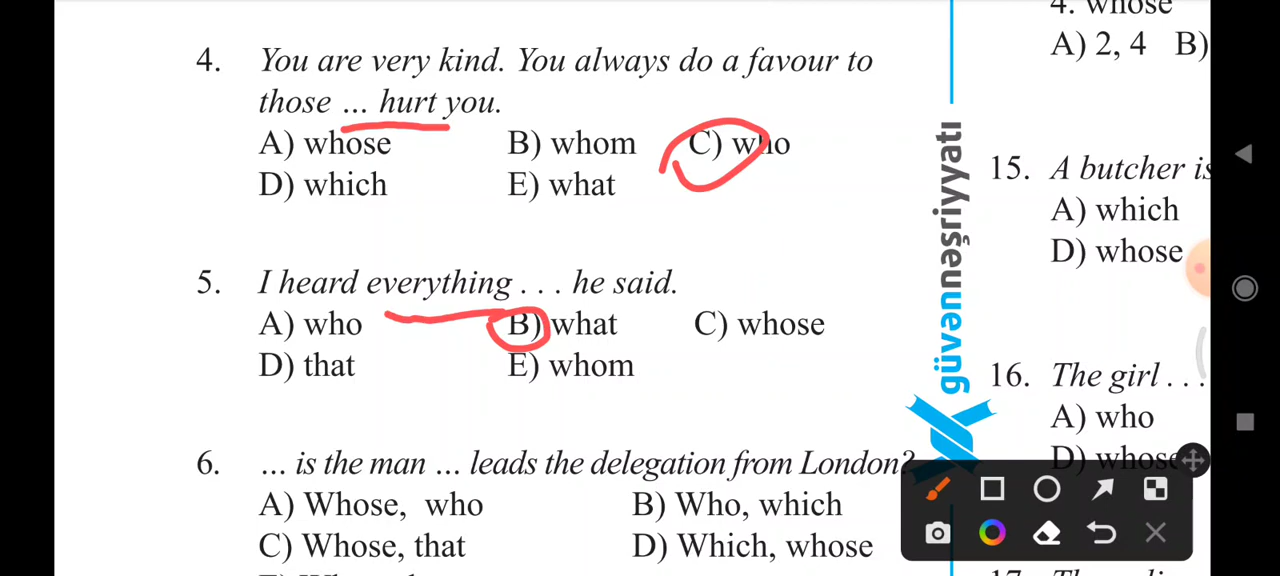 4. You are very kind. You always do a favour to
those ... hurt you.
A) whose B) whom C) who
D) which E) what
5. I heard everything . . . he said.
A) who B) what C) whose
D) that E) whom
6. ... is the man ... leads the delegation from London?
A) Whose, who B) Who, which
C) Whose, that D) Which, whose
güvənnəşriyyatı
4. whose
A) 2, 4 B)
15. A butcher is
A) which
D) whose
16. The girl . . .
A) who
D) whose